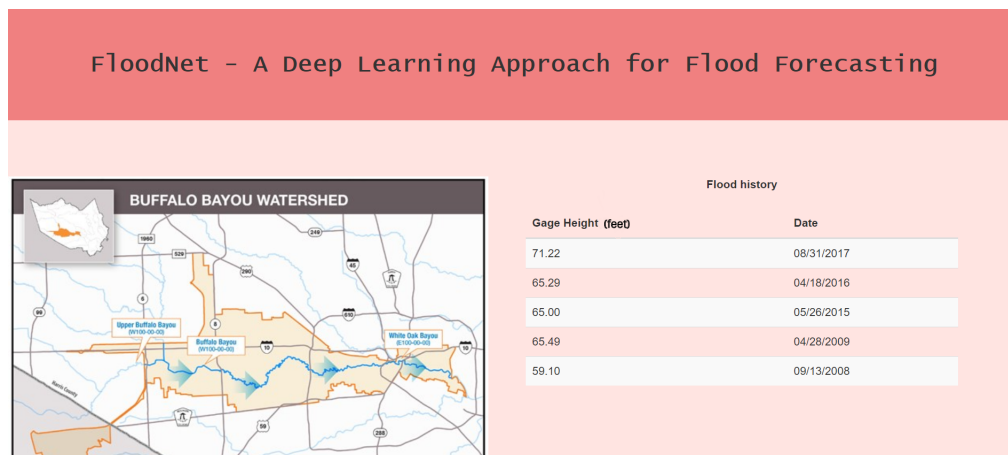 FloodNet - A Deep Learning Approach for Flood Forecasting
BUFFALO BAYOU WATERSHED
249
1960
529
290
45
6
99
8
610
Upper Buffalo Bayou
(W100-00-00)
Buffalo Bayou
(W100-00-00)
White Oak Bayou
(E100-00-00)
10
10
Harris County
59
288
Flood history
Gage Height (feet) Date
71.22 08/31/2017
65.29 04/18/2016
65.00 05/26/2015
65.49 04/28/2009
59.10 09/13/2008